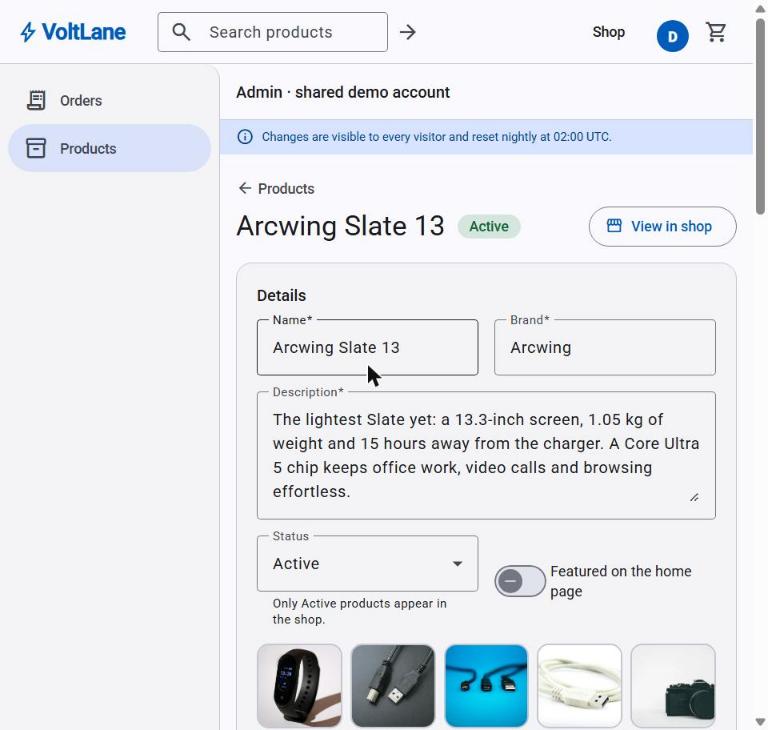 VoltLane
Search products
Shop
D
Orders
Products
Admin · shared demo account
Changes are visible to every visitor and reset nightly at 02:00 UTC.
Products
Arcwing Slate 13
Active
View in shop
Details
Name*
Arcwing Slate 13
Brand*
Arcwing
Description*
The lightest Slate yet: a 13.3-inch screen, 1.05 kg of
weight and 15 hours away from the charger. A Core Ultra
5 chip keeps office work, video calls and browsing
effortless.
Status
Active
Featured on the home
page
Only Active products appear in
the shop.